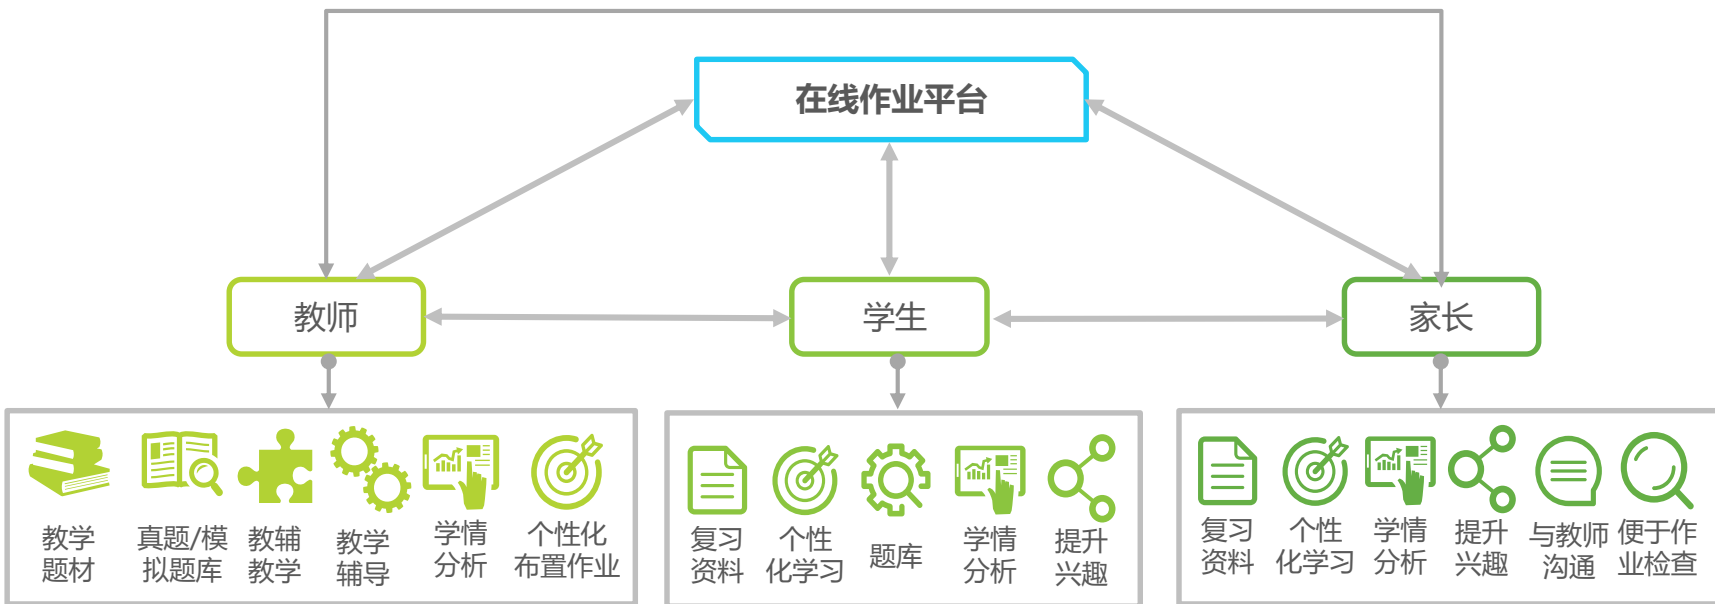 在线作业平台
教师
学生
家长
教学
题材
真题/模
拟题库
教辅
教学
教学
辅导
学情
分析
个性化
布置作业
复习
资料
个性
化学习
题库
学情
分析
提升
兴趣
复习
资料
个性
化学习
学情
分析
提升
兴趣
与教师
沟通
便于作
业检查